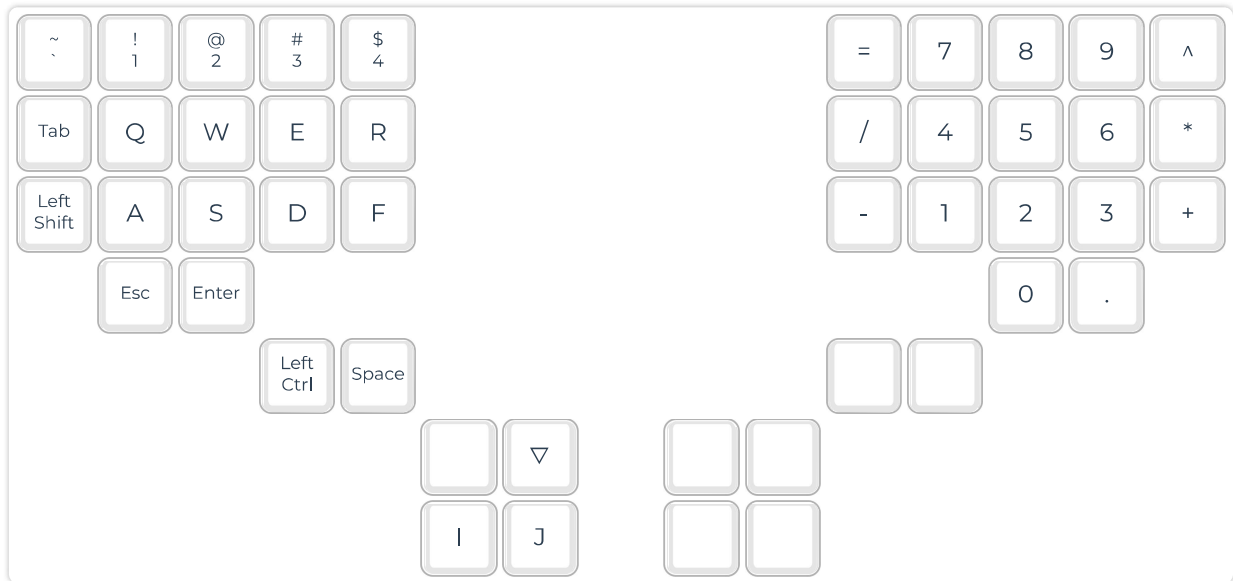 ~ ! @ # $
` 1 2 3 4
= 7 8 9 ^
Tab Q W E R
/ 4 5 6 *
Left
Shift
A S D F
- 1 2 3 +
Esc Enter
0 .
Left
Ctrl
Space
▽
I J